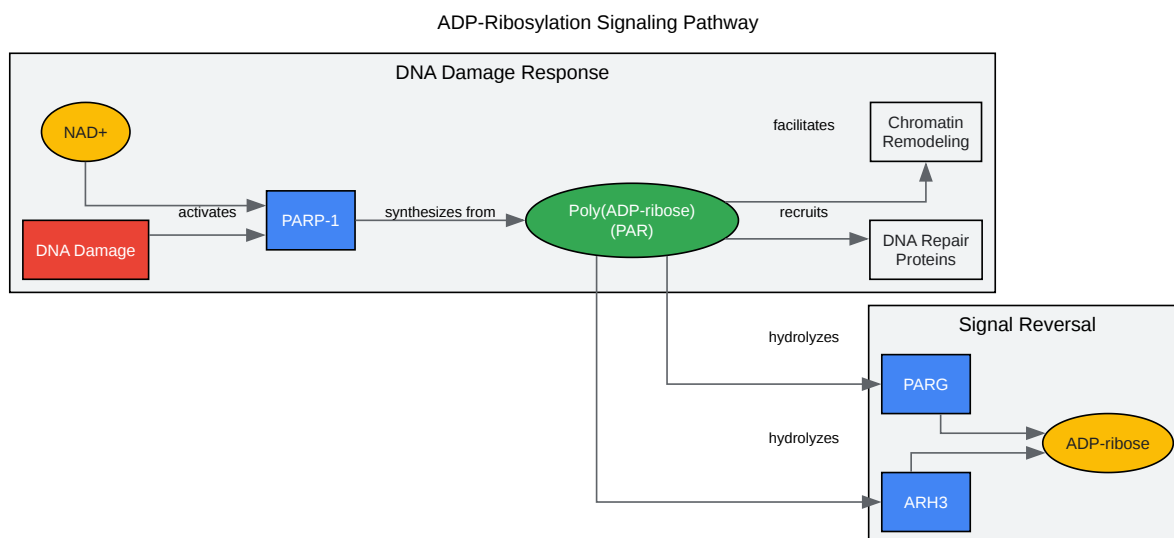 ADP-Ribosylation Signaling Pathway
DNA Damage Response
NAD+
facilitates
Chromatin
Remodeling
activates
PARP-1
synthesizes from
Poly(ADP-ribose)
(PAR)
recruits
DNA Damage
DNA Repair
Proteins
Signal Reversal
hydrolyzes
PARG
hydrolyzes
ADP-ribose
ARH3